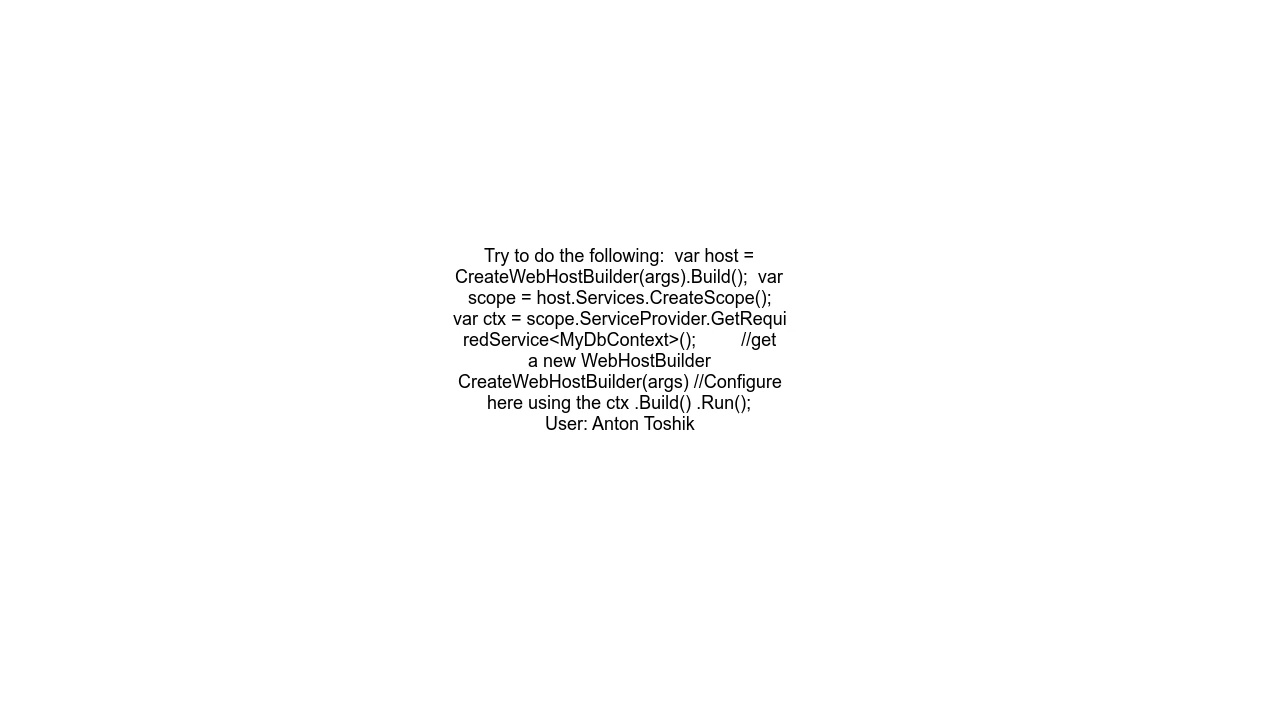 Try to do the following:  var host =
CreateWebHostBuilder(args).Build();  var
scope = host.Services.CreateScope();
var ctx = scope.ServiceProvider.GetRequi
redService<MyDbContext>();         //get
a new WebHostBuilder
CreateWebHostBuilder(args) //Configure
here using the ctx .Build() .Run();
User: Anton Toshik